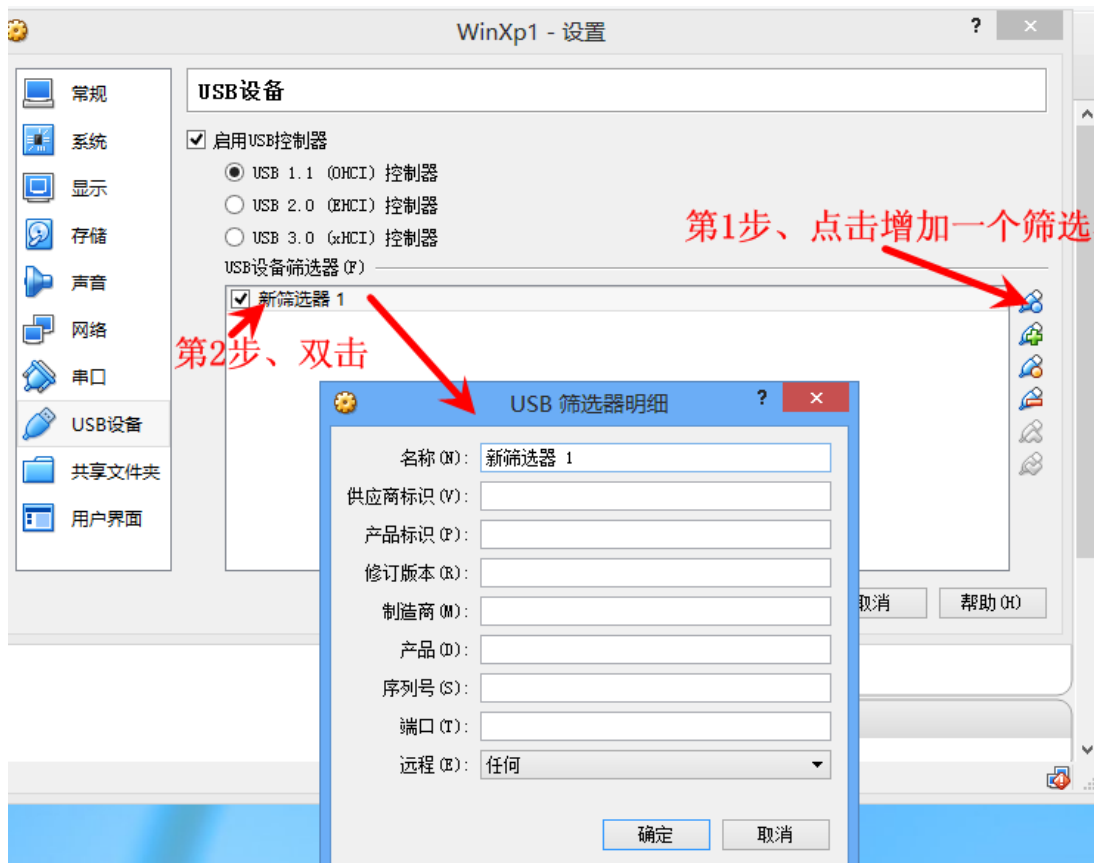 WinXp1 - 设置
?
常规
系统
显示
存储
声音
网络
串口
USB设备
共享文件夹
用户界面
USB设备
启用USB控制器
USB 1.1 (OHCI) 控制器
USB 2.0 (EHCI) 控制器
USB 3.0 (xHCI) 控制器
第1步、点击增加一个筛选
USB设备筛选器(F)
新筛选器 1
第2步、双击
USB 筛选器明细
?
名称(N): 新筛选器 1
供应商标识(V):
产品标识(P):
修订版本(R):
制造商(M):
产品(D):
序列号(S):
端口(T):
远程(E): 任何
确定
取消
取消
帮助(H)